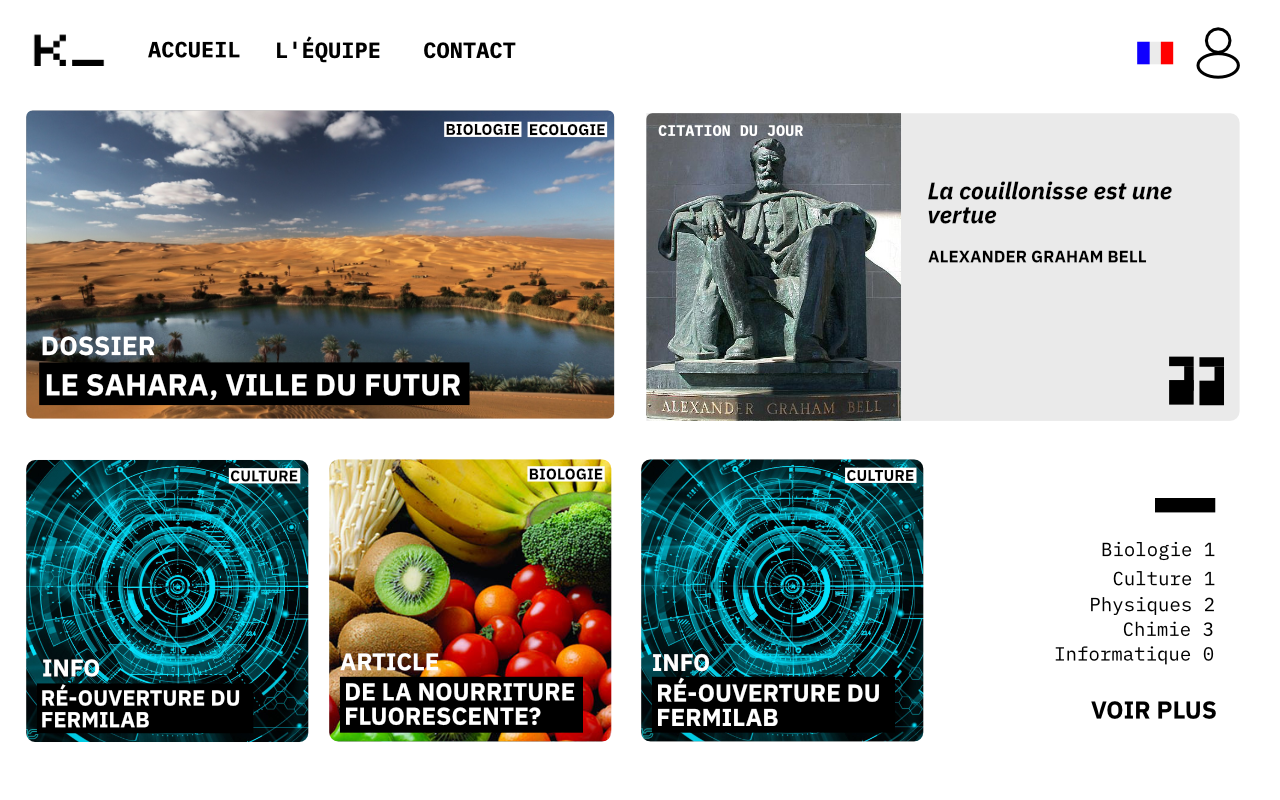 K_
ACCUEIL L'ÉQUIPE CONTACT
BIOLOGIE ECOLOGIE
DOSSIER
LE SAHARA, VILLE DU FUTUR
CITATION DU JOUR
ALEXANDER GRAHAM BELL
La couillonisse est une
vertue
ALEXANDER GRAHAM BELL
CULTURE
INFO
RÉ-OUVERTURE DU
FERMILAB
BIOLOGIE
ARTICLE
DE LA NOURRITURE
FLUORESCENTE?
CULTURE
INFO
RÉ-OUVERTURE DU
FERMILAB
Biologie 1
Culture 1
Physiques 2
Chimie 3
Informatique 0
VOIR PLUS